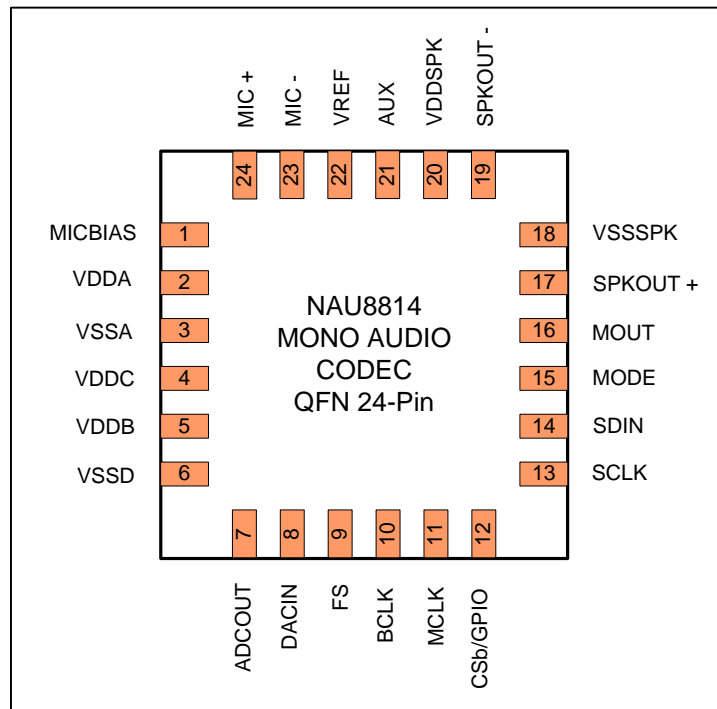 MIC +
MIC -
VREF
AUX
VDDSPK
SPKOUT -
24
23
22
21
20
19
MICBIAS 1
VDDA 2
VSSA 3
VDDC 4
VDDB 5
VSSD 6
NAU8814
MONO AUDIO
CODEC
QFN 24-Pin
18 VSSSPK
17 SPKOUT +
16 MOUT
15 MODE
14 SDIN
13 SCLK
7
8
9
10
11
12
ADCOUT
DACIN
FS
BCLK
MCLK
CSb/GPIO